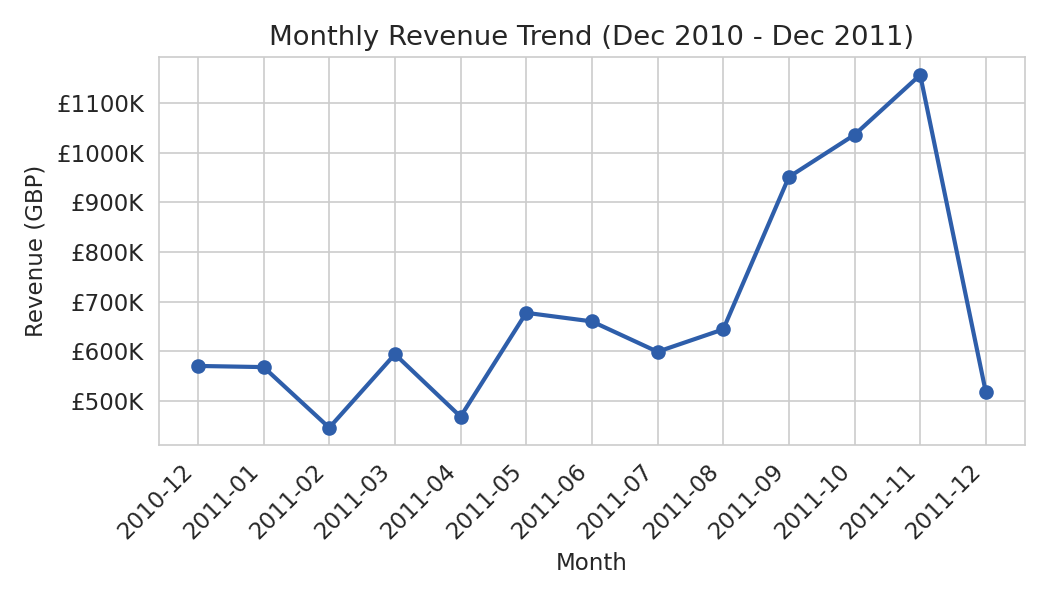 Monthly Revenue Trend (Dec 2010 - Dec 2011)
Revenue (GBP)
£1100K
£1000K
£900K
£800K
£700K
£600K
£500K
2010-12
2011-01
2011-02
2011-03
2011-04
2011-05
2011-06
2011-07
2011-08
2011-09
2011-10
2011-11
2011-12
Month